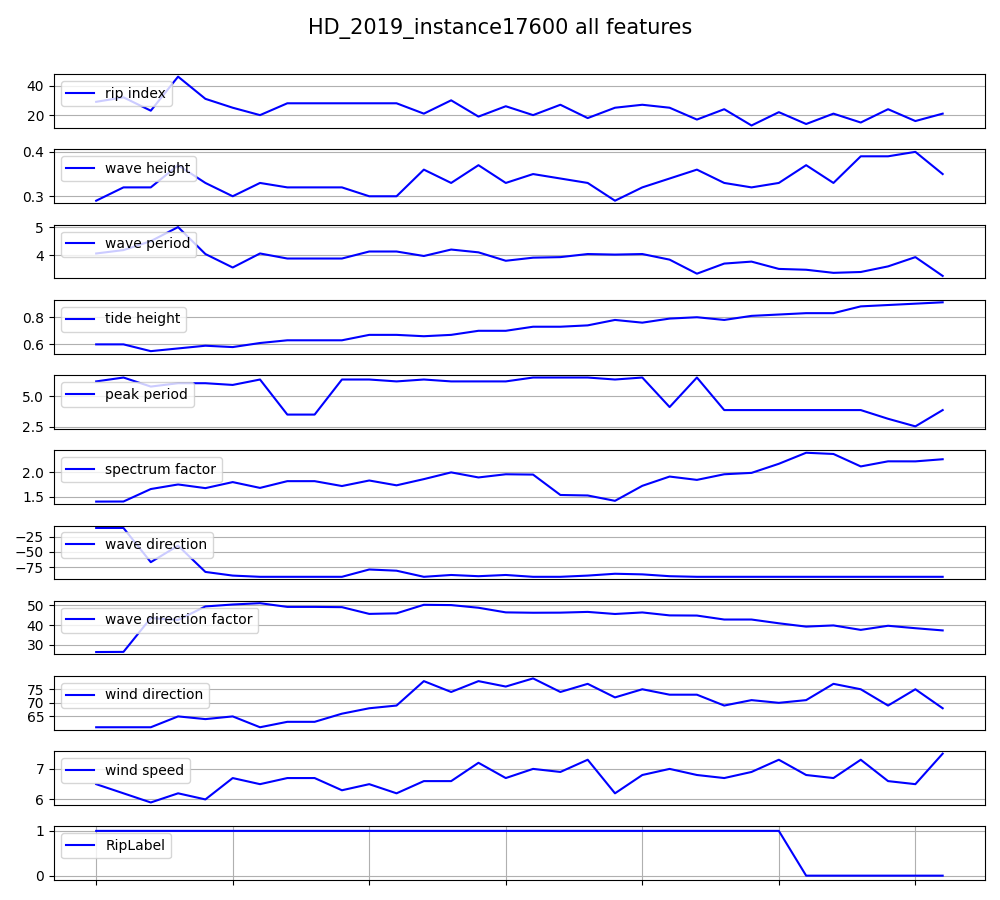 HD_2019_instance17600 all features
40
20
rip index
0.4
0.3
wave height
5
4
wave period
0.8
0.6
tide height
5.0
2.5
peak period
2.0
1.5
spectrum factor
−25
−50
−75
wave direction
50
40
30
wave direction factor
75
70
65
wind direction
7
6
wind speed
1
0
RipLabel